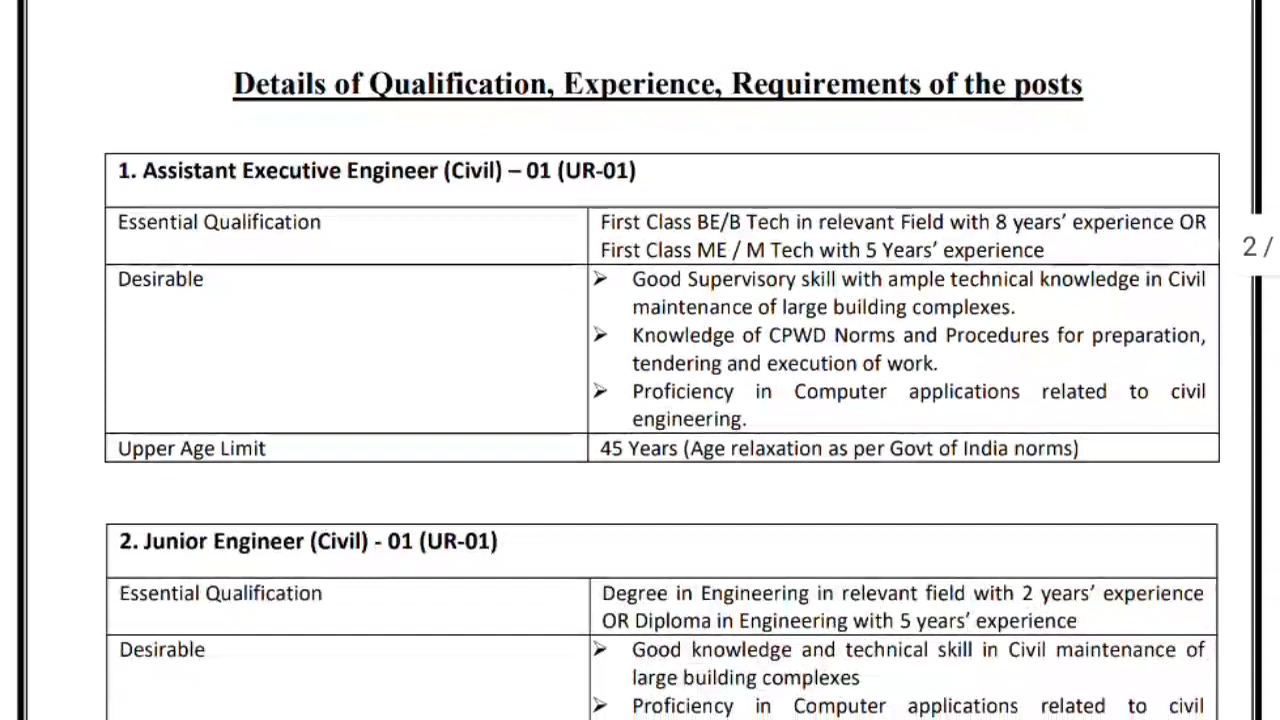 Details of Qualification, Experience, Requirements of the posts
1. Assistant Executive Engineer (Civil) – 01 (UR-01)
Essential Qualification
First Class BE/B Tech in relevant Field with 8 years’ experience OR
First Class ME / M Tech with 5 Years’ experience
Desirable
➢ Good Supervisory skill with ample technical knowledge in Civil
maintenance of large building complexes.
➢ Knowledge of CPWD Norms and Procedures for preparation,
tendering and execution of work.
➢ Proficiency in Computer applications related to civil
engineering.
Upper Age Limit
45 Years (Age relaxation as per Govt of India norms)
2 /
2. Junior Engineer (Civil) - 01 (UR-01)
Essential Qualification
Degree in Engineering in relevant field with 2 years’ experience
OR Diploma in Engineering with 5 years’ experience
Desirable
➢ Good knowledge and technical skill in Civil maintenance of
large building complexes
➢ Proficiency in Computer applications related to civil